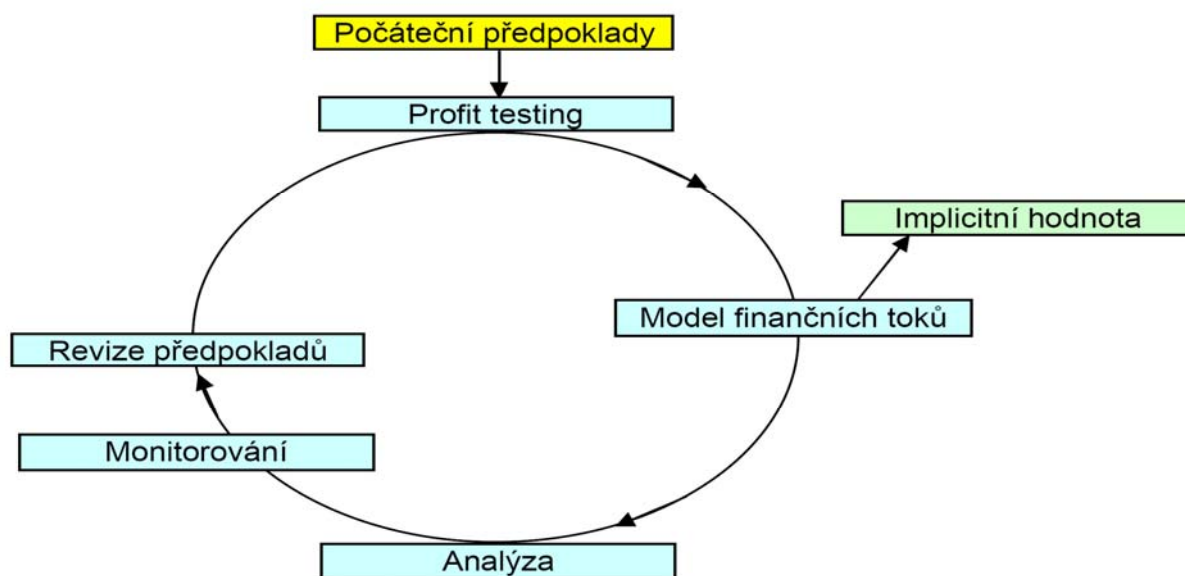 Počáteční předpoklady
Profit testing
Implicitní hodnota
Model finančních toků
Revize předpokladů
Monitorování
Analýza